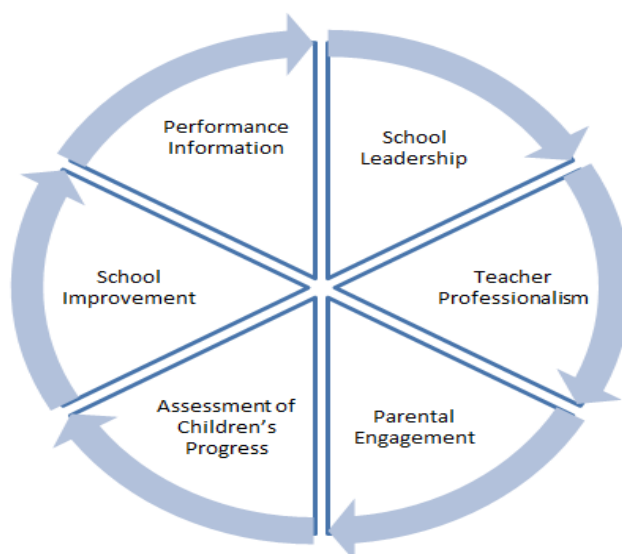 Performance
Information
School
Leadership
Teacher
Professionalism
Parental
Engagement
Assessment of
Children’s
Progress
School
Improvement